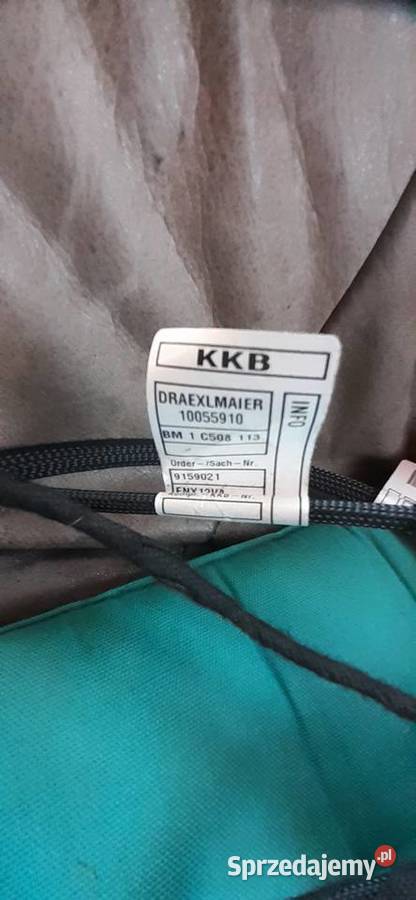 KKB
DRAEXLMAIER
10055910
INFO
BM 1 C508 113
Order-/Sach-Nr.
9159021
Sprzedajemy.pl